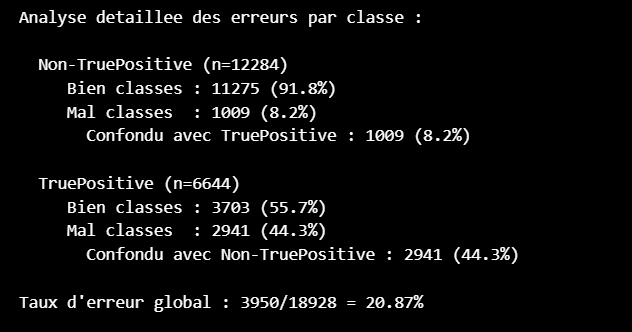 Analyse detaillee des erreurs par classe :
Non-TruePositive (n=12284)
Bien classes : 11275 (91.8%)
Mal classes  : 1009 (8.2%)
Confondu avec TruePositive : 1009 (8.2%)
TruePositive (n=6644)
Bien classes : 3703 (55.7%)
Mal classes  : 2941 (44.3%)
Confondu avec Non-TruePositive : 2941 (44.3%)
Taux d'erreur global : 3950/18928 = 20.87%